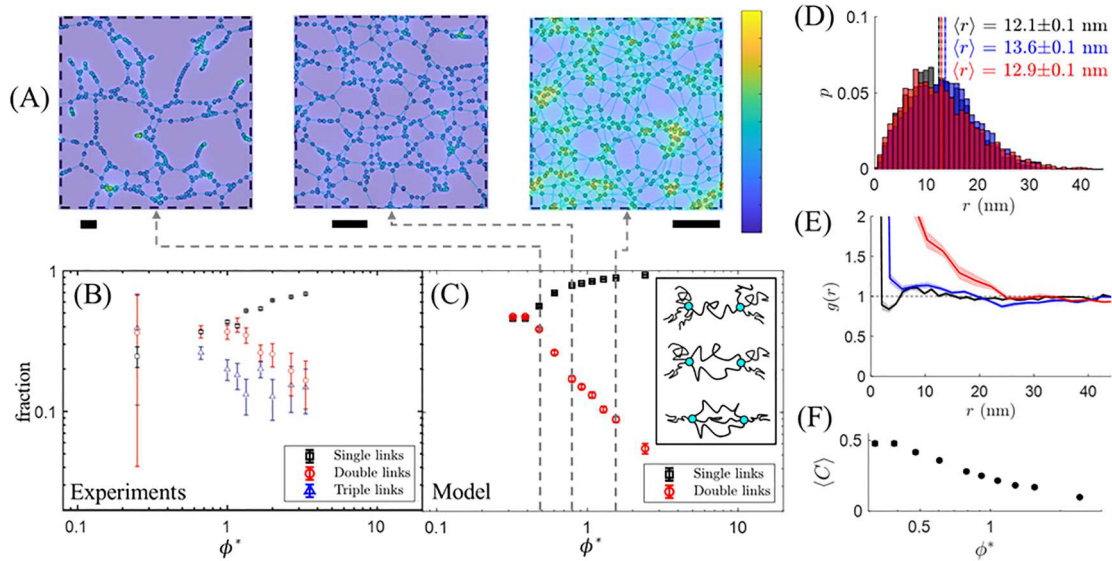 (A)
(D)
0.1
0.05
0
p
⟨r⟩ = 12.1±0.1 nm
⟨r⟩ = 13.6±0.1 nm
⟨r⟩ = 12.9±0.1 nm
0 10 20 30 40
r (nm)
(E)
2
1.5
1
0.5
0
g(r)
0 10 20 30 40
r (nm)
(B)
1
0.1
fraction
Single links
Double links
Triple links
Experiments
0.1 1 10
ϕ*
(C)
Single links
Double links
Model
1 10
ϕ*
(F)
0.5
0
⟨C⟩
0.5 1
ϕ*